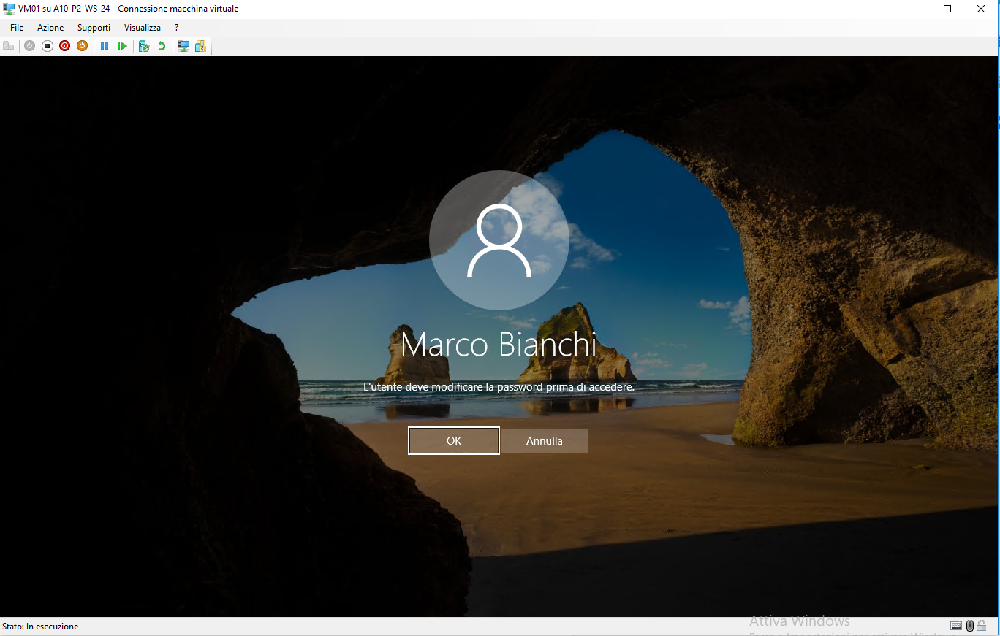 VM01 su A10-P2-WS-24 - Connessione macchina virtuale
File Azione Supporti Visualizza ?
Marco Bianchi
L'utente deve modificare la password prima di accedere.
OK Annulla
Attiva Windows
Stato: In esecuzione